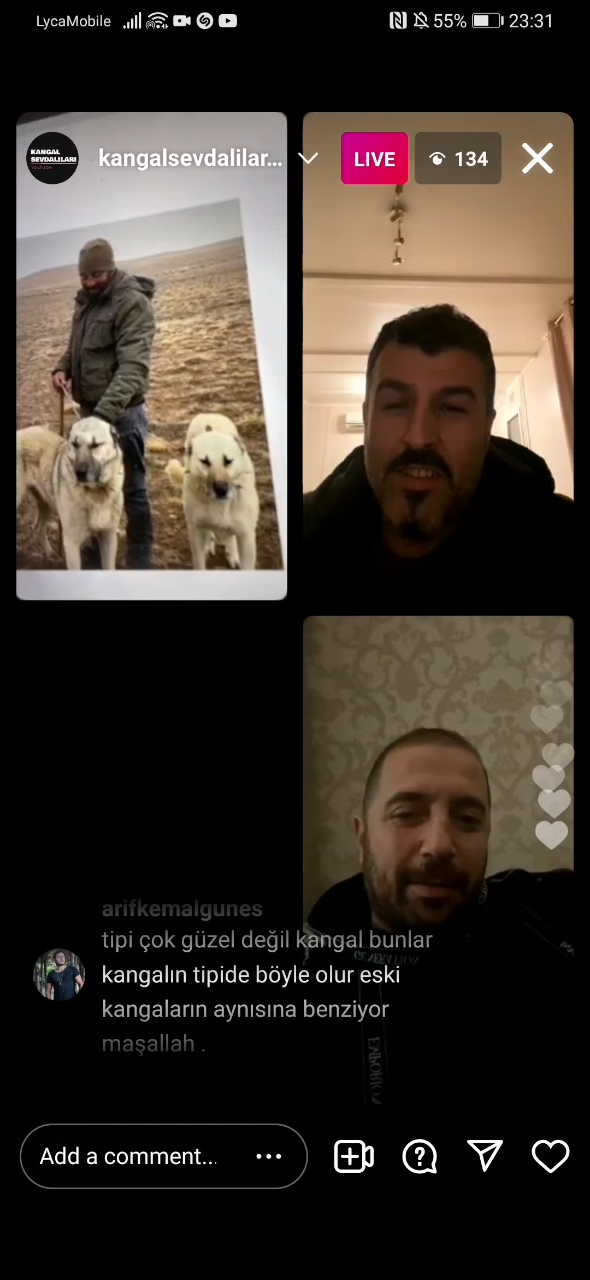 LycaMobile
55% 23:31
KANGAL
SEVDALILARI
kangalsevdalilar...
LIVE
134
arifkemalgunes
tipi çok güzel değil kangal bunlar
kangalın tipide böyle olur eski
kangaların aynısına benziyor
maşallah .
Add a comment...